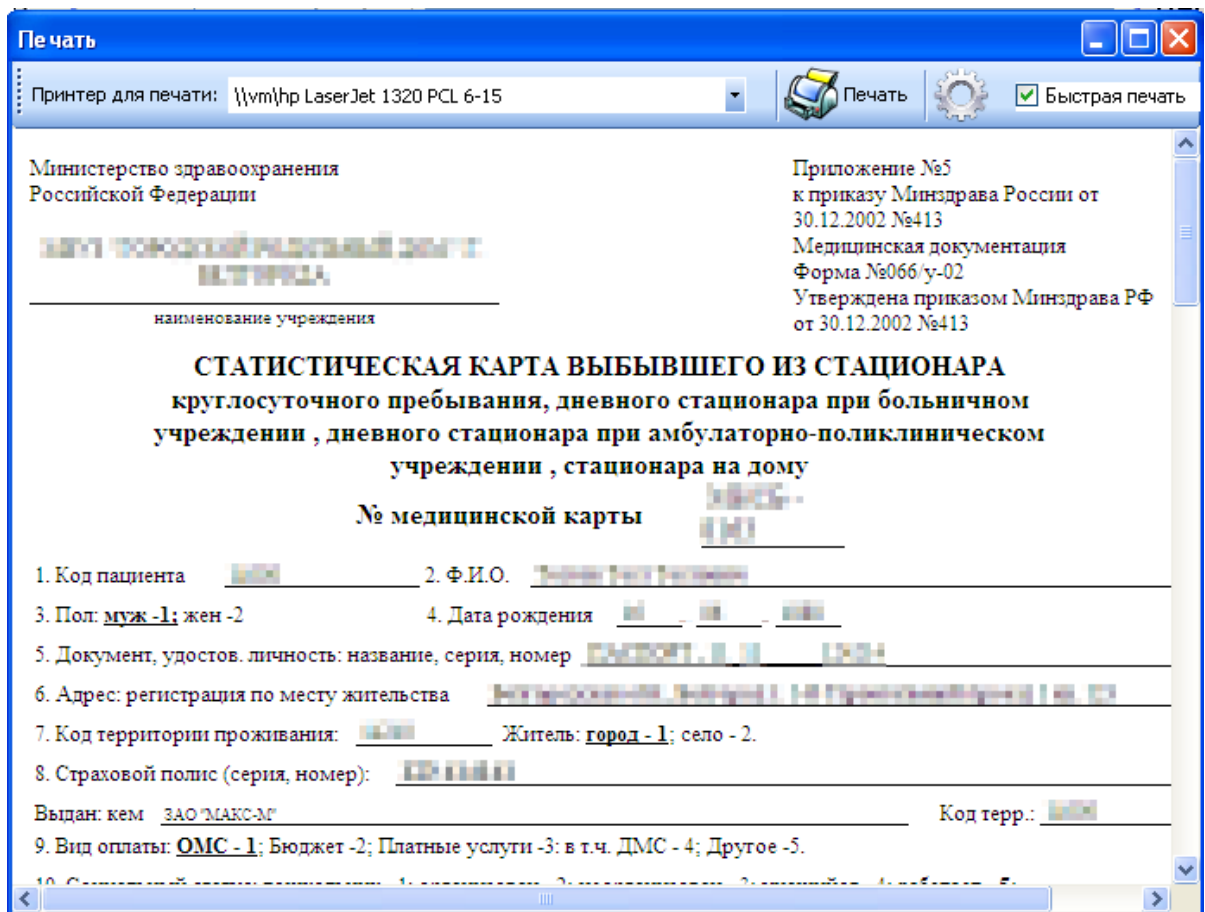 Печать
Принтер для печати: \\vm\hp LaserJet 1320 PCL 6-15 Печать Быстрая печать
Министерство здравоохранения
Российской Федерации
Приложение №5
к приказу Минздрава России от
30.12.2002 №413
Медицинская документация
Форма №066/у-02
Утверждена приказом Минздрава РФ
от 30.12.2002 №413
наименование учреждения
СТАТИСТИЧЕСКАЯ КАРТА ВЫБЫВШЕГО ИЗ СТАЦИОНАРА
круглосуточного пребывания, дневного стационара при больничном
учреждении , дневного стационара при амбулаторно-поликлиническом
учреждении , стационара на дому
№ медицинской карты
1. Код пациента 2. Ф.И.О.
3. Пол: муж -1; жен -2 4. Дата рождения
5. Документ, удостов. личность: название, серия, номер
6. Адрес: регистрация по месту жительства
7. Код территории проживания: Житель: город - 1; село - 2.
8. Страховой полис (серия, номер):
Выдан: кем ЗАО "МАКС-М" Код терр.:
9. Вид оплаты: ОМС - 1; Бюджет -2; Платные услуги -3: в т.ч. ДМС - 4; Другое -5.